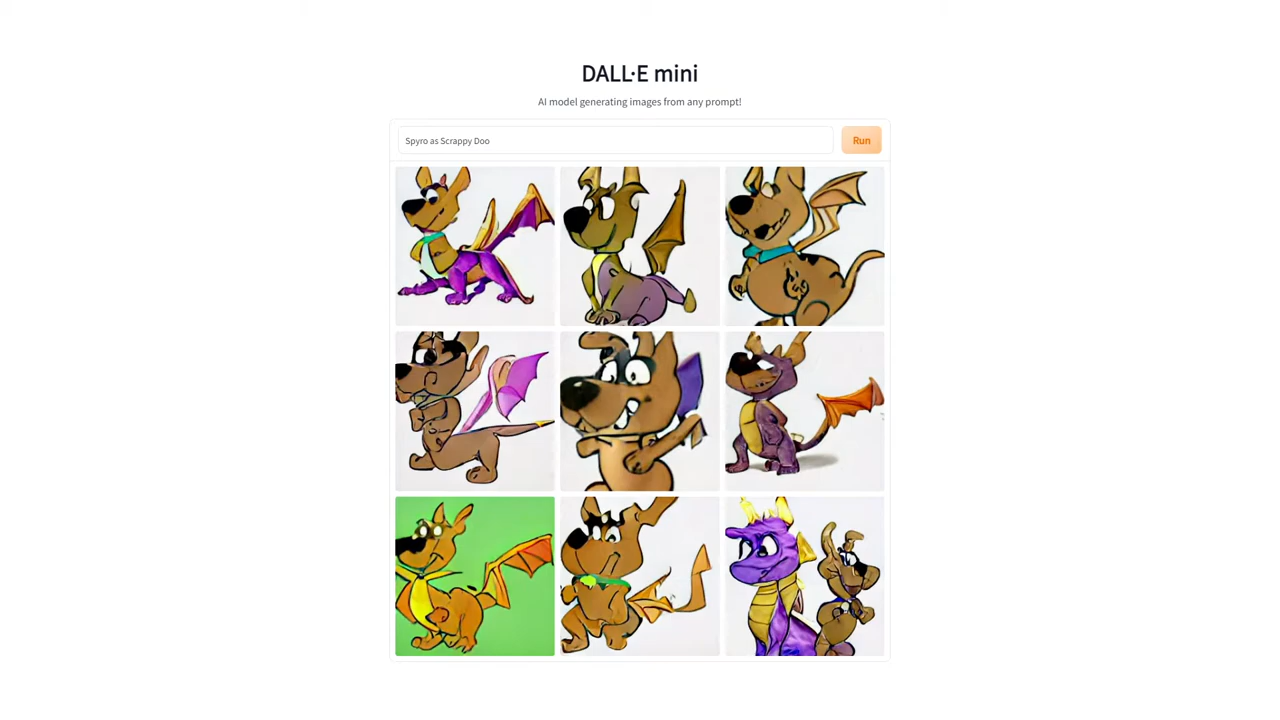 DALL·E mini
AI model generating images from any prompt!
Spyro as Scrappy Doo
Run